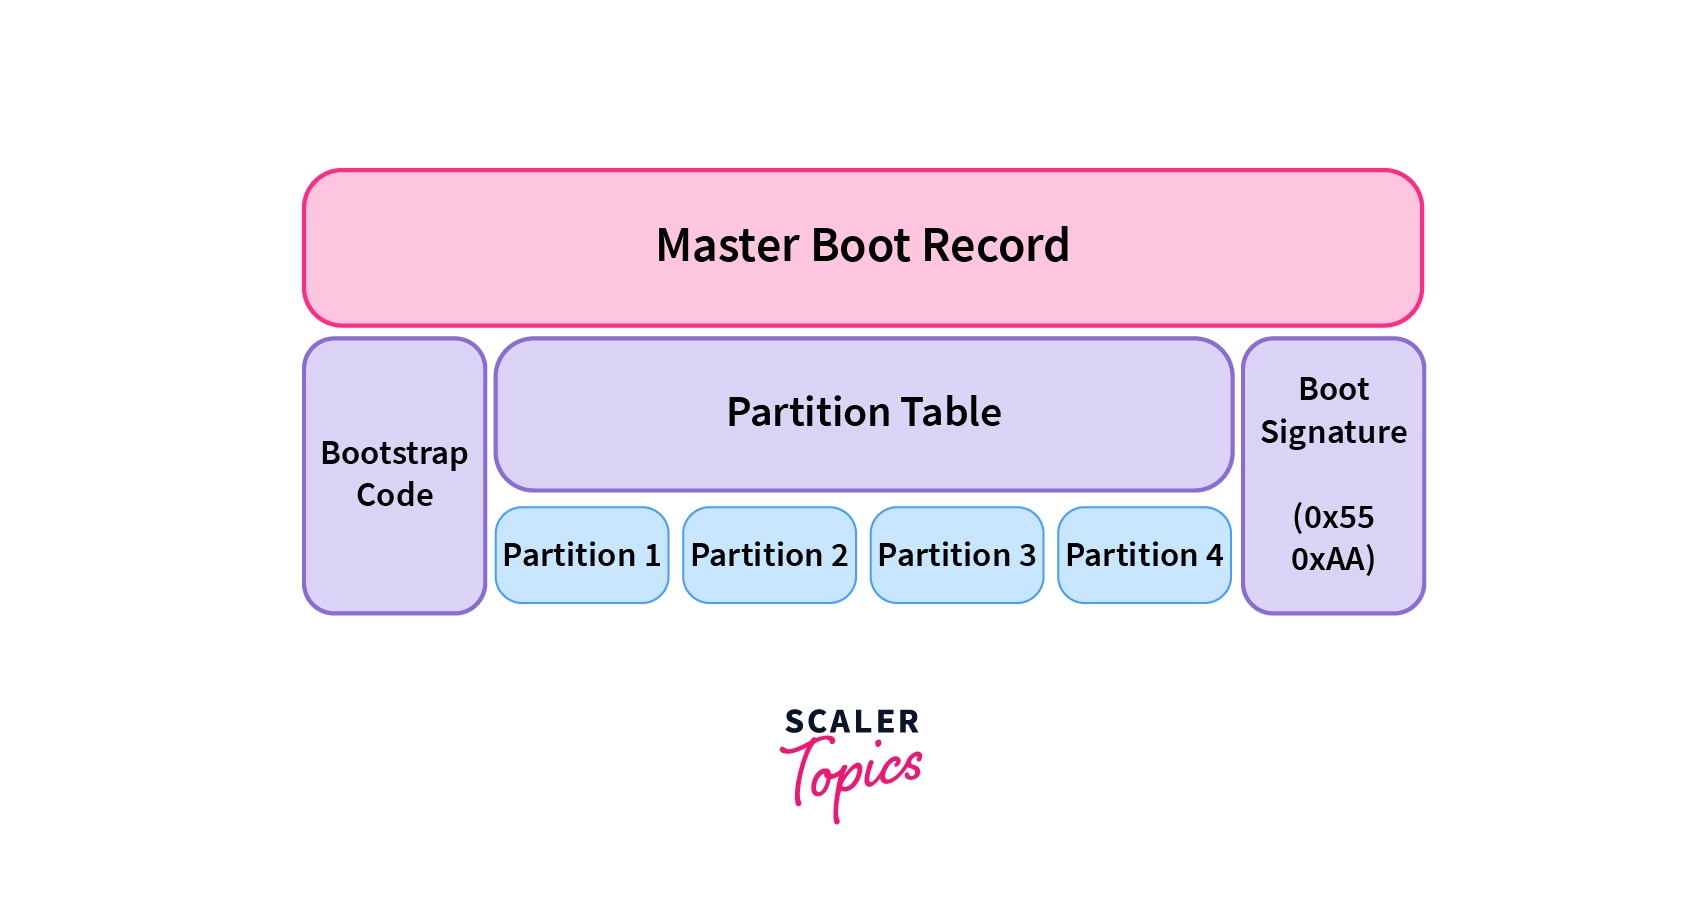 Master Boot Record
Bootstrap
Code
Partition Table
Partition 1
Partition 2
Partition 3
Partition 4
Boot
Signature
(0x55
0xAA)
SCALER
Topics